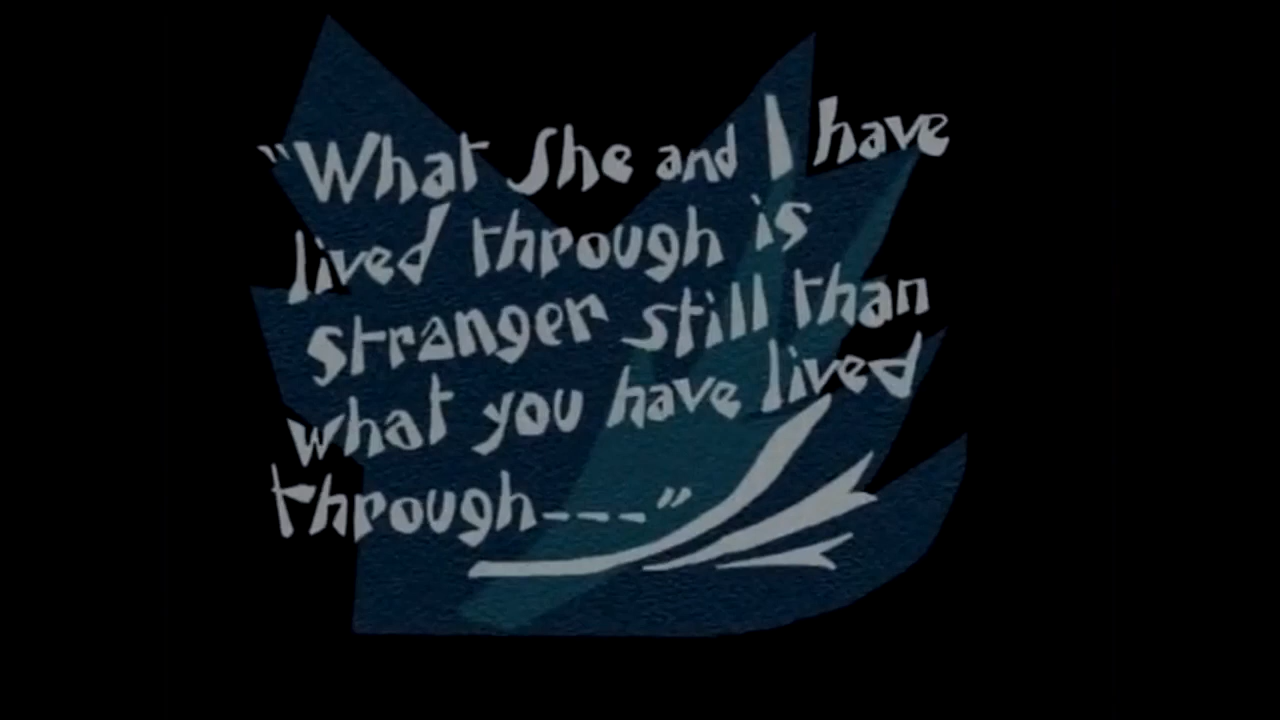 “What She and I have
lived through is
stranger still than
what you have lived
through---”